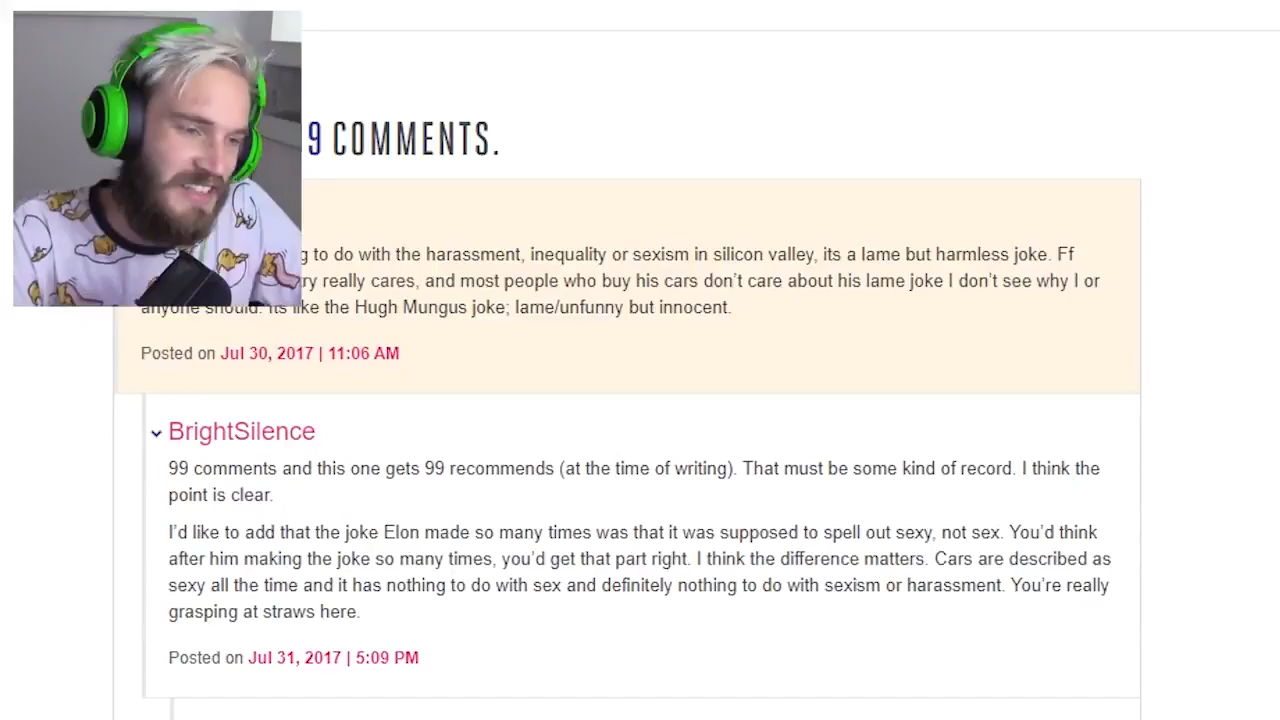 9 COMMENTS.
g to do with the harassment, inequality or sexism in silicon valley, its a lame but harmless joke. Ff
ry really cares, and most people who buy his cars don't care about his lame joke I don't see why I or
anyone should. Its like the Hugh Mungus joke; lame/unfunny but innocent.
Posted on Jul 30, 2017 | 11:06 AM
BrightSilence
99 comments and this one gets 99 recommends (at the time of writing). That must be some kind of record. I think the
point is clear.
I'd like to add that the joke Elon made so many times was that it was supposed to spell out sexy, not sex. You'd think
after him making the joke so many times, you'd get that part right. I think the difference matters. Cars are described as
sexy all the time and it has nothing to do with sex and definitely nothing to do with sexism or harassment. You're really
grasping at straws here.
Posted on Jul 31, 2017 | 5:09 PM